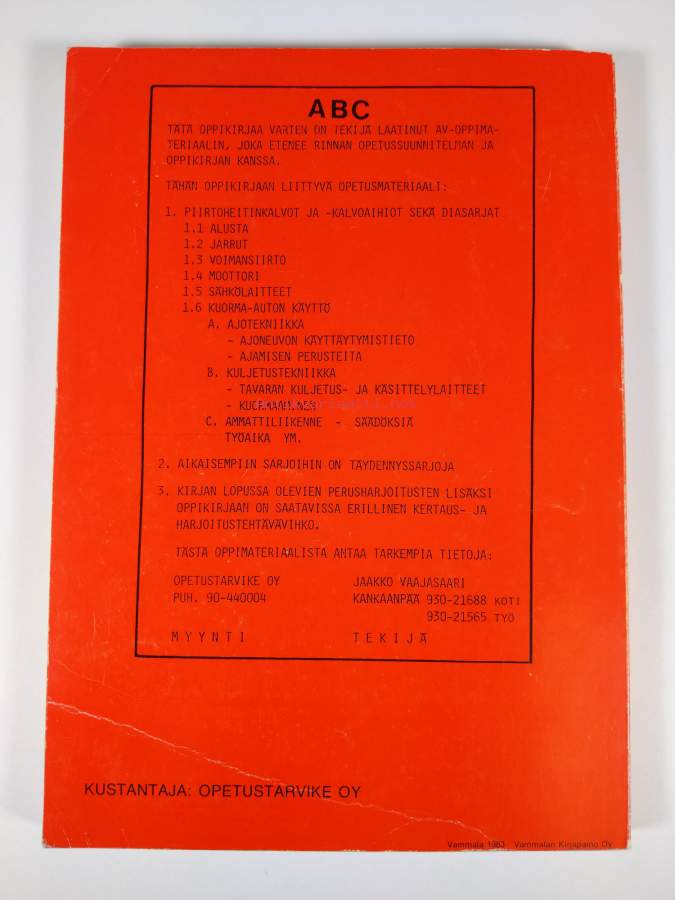 ABC
TÄTÄ OPPIKIRJAA VARTEN ON TEKIJÄ LAATINUT AV-OPPIMA-
TERIAALIN, JOKA ETENEE RINNAN OPETUSSUUNNITELMAN JA
OPPIKIRJAN KANSSA.
TÄHÄN OPPIKIRJAAN LIITTYVÄ OPETUSMATERIAALI:
1. PIIRTOHEITINKALVOT JA -KALVOAIHIOT SEKÄ DIASARJAT
1.1 ALUSTA
1.2 JARRUT
1.3 VOIMANSIIRTO
1.4 MOOTTORI
1.5 SÄHKÖLAITTEET
1.6 KUORMA-AUTON KÄYTTÖ
A. AJOTEKNIIKKA
- AJONEUVON KÄYTTÄYTYMISTIETO
- AJAMISEN PERUSTEITA
B. KULJETUSTEKNIIKKA
- TAVARAN KULJETUS- JA KÄSITTELYLAITTEET
- KUORMAAMINEN
C. AMMATTILIIKENNE - SÄÄDÖKSIÄ
TYÖAIKA YM.
2. AIKAISEMPIIN SARJOIHIN ON TÄYDENNYSSARJOJA
3. KIRJAN LOPUSSA OLEVIEN PERUSHARJOITUSTEN LISÄKSI
OPPIKIRJAAN ON SAATAVISSA ERILLINEN KERTAUS- JA
HARJOITUSTEHTÄVÄVIHKO.
TÄSTÄ OPPIMATERIAALISTA ANTAA TARKEMPIA TIETOJA:
OPETUSTARVIKE OY JAAKKO VAAJASAARI
PUH. 90-440004 KANKAANPÄÄ 930-21688 KOTI
930-21565 TYÖ
MYYNTI TEKIJÄ
KUSTANTAJA: OPETUSTARVIKE OY
Vammala 1983 Vammalan Kirjapaino Oy